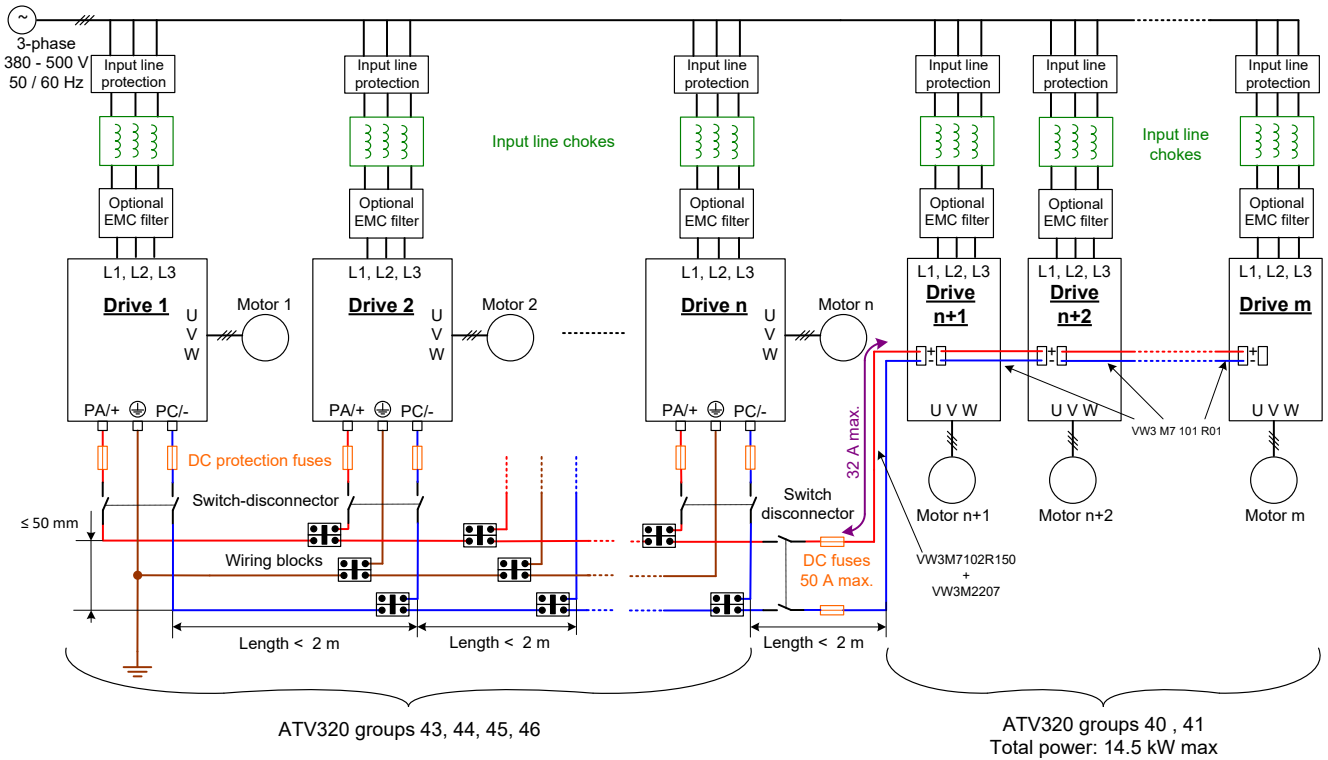 ~
3-phase
380 - 500 V
50 / 60 Hz
Input line
protection
Input line
protection
Input line
protection
Input line
protection
Input line
protection
Input line
protection
Input line chokes
Input line
chokes
Optional
EMC filter
Optional
EMC filter
Optional
EMC filter
Optional
EMC filter
Optional
EMC filter
Optional
EMC filter
L1, L2, L3
Drive 1
U
V
W
Motor 1
PA/+
PC/-
L1, L2, L3
Drive 2
U
V
W
Motor 2
PA/+
PC/-
L1, L2, L3
Drive n
U
V
W
Motor n
PA/+
PC/-
L1, L2, L3
Drive
n+1
+
-
U V W
Motor n+1
L1, L2, L3
Drive
n+2
+
-
U V W
Motor n+2
L1, L2, L3
Drive m
+
-
U V W
Motor m
VW3 M7 101 R01
32 A max.
DC protection fuses
Switch-disconnector
Switch
disconnector
≤ 50 mm
Wiring blocks
DC fuses
50 A max.
VW3M7102R150
+
VW3M2207
Length < 2 m
Length < 2 m
Length < 2 m
ATV320 groups 43, 44, 45, 46
ATV320 groups 40 , 41
Total power: 14.5 kW max